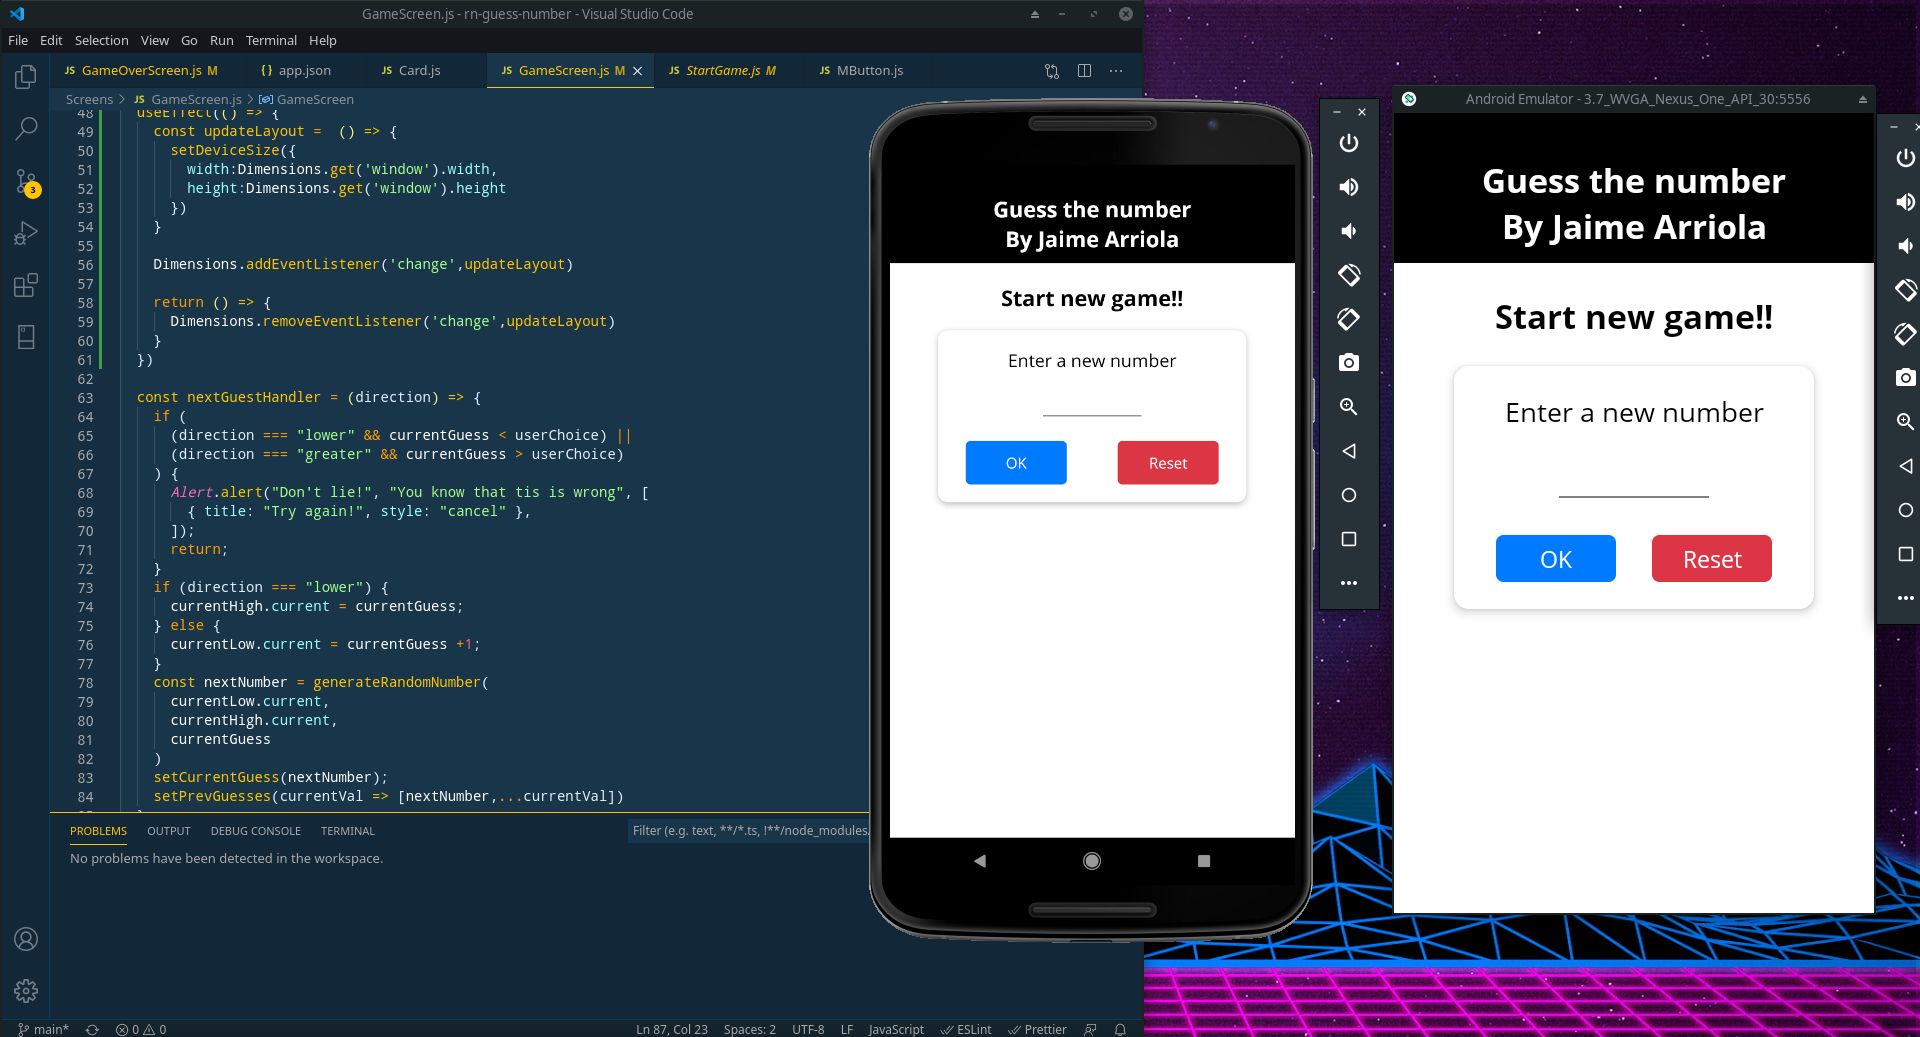 GameScreen.js - rn-guess-number - Visual Studio Code
File Edit Selection View Go Run Terminal Help
JS GameOverScreen.js M {} app.json JS Card.js JS GameScreen.js M JS StartGame.js M JS MButton.js
Screens > JS GameScreen.js > GameScreen
48 useEffect(() => {
49 const updateLayout =  () => {
50 setDeviceSize({
51 width:Dimensions.get('window').width,
52 height:Dimensions.get('window').height
53 })
54 }
55
56 Dimensions.addEventListener('change',updateLayout)
57
58 return () => {
59 Dimensions.removeEventListener('change',updateLayout)
60 }
61 })
62
63 const nextGuestHandler = (direction) => {
64 if (
65 (direction === "lower" && currentGuess < userChoice) ||
66 (direction === "greater" && currentGuess > userChoice)
67 ) {
68 Alert.alert("Don't lie!", "You know that tis is wrong", [
69 { title: "Try again!", style: "cancel" },
70 ]);
71 return;
72 }
73 if (direction === "lower") {
74 currentHigh.current = currentGuess;
75 } else {
76 currentLow.current = currentGuess +1;
77 }
78 const nextNumber = generateRandomNumber(
79 currentLow.current,
80 currentHigh.current,
81 currentGuess
82 )
83 setCurrentGuess(nextNumber);
84 setPrevGuesses(currentVal => [nextNumber,...currentVal])
3
PROBLEMS OUTPUT DEBUG CONSOLE TERMINAL Filter (e.g. text, **/*.ts, !**/node_modules
No problems have been detected in the workspace.
main* 0 0 Ln 87, Col 23 Spaces: 2 UTF-8 LF JavaScript ESLint Prettier
Guess the number
By Jaime Arriola
Start new game!!
Enter a new number
OK Reset
Android Emulator - 3.7_WVGA_Nexus_One_API_30:5556
Guess the number
By Jaime Arriola
Start new game!!
Enter a new number
OK Reset